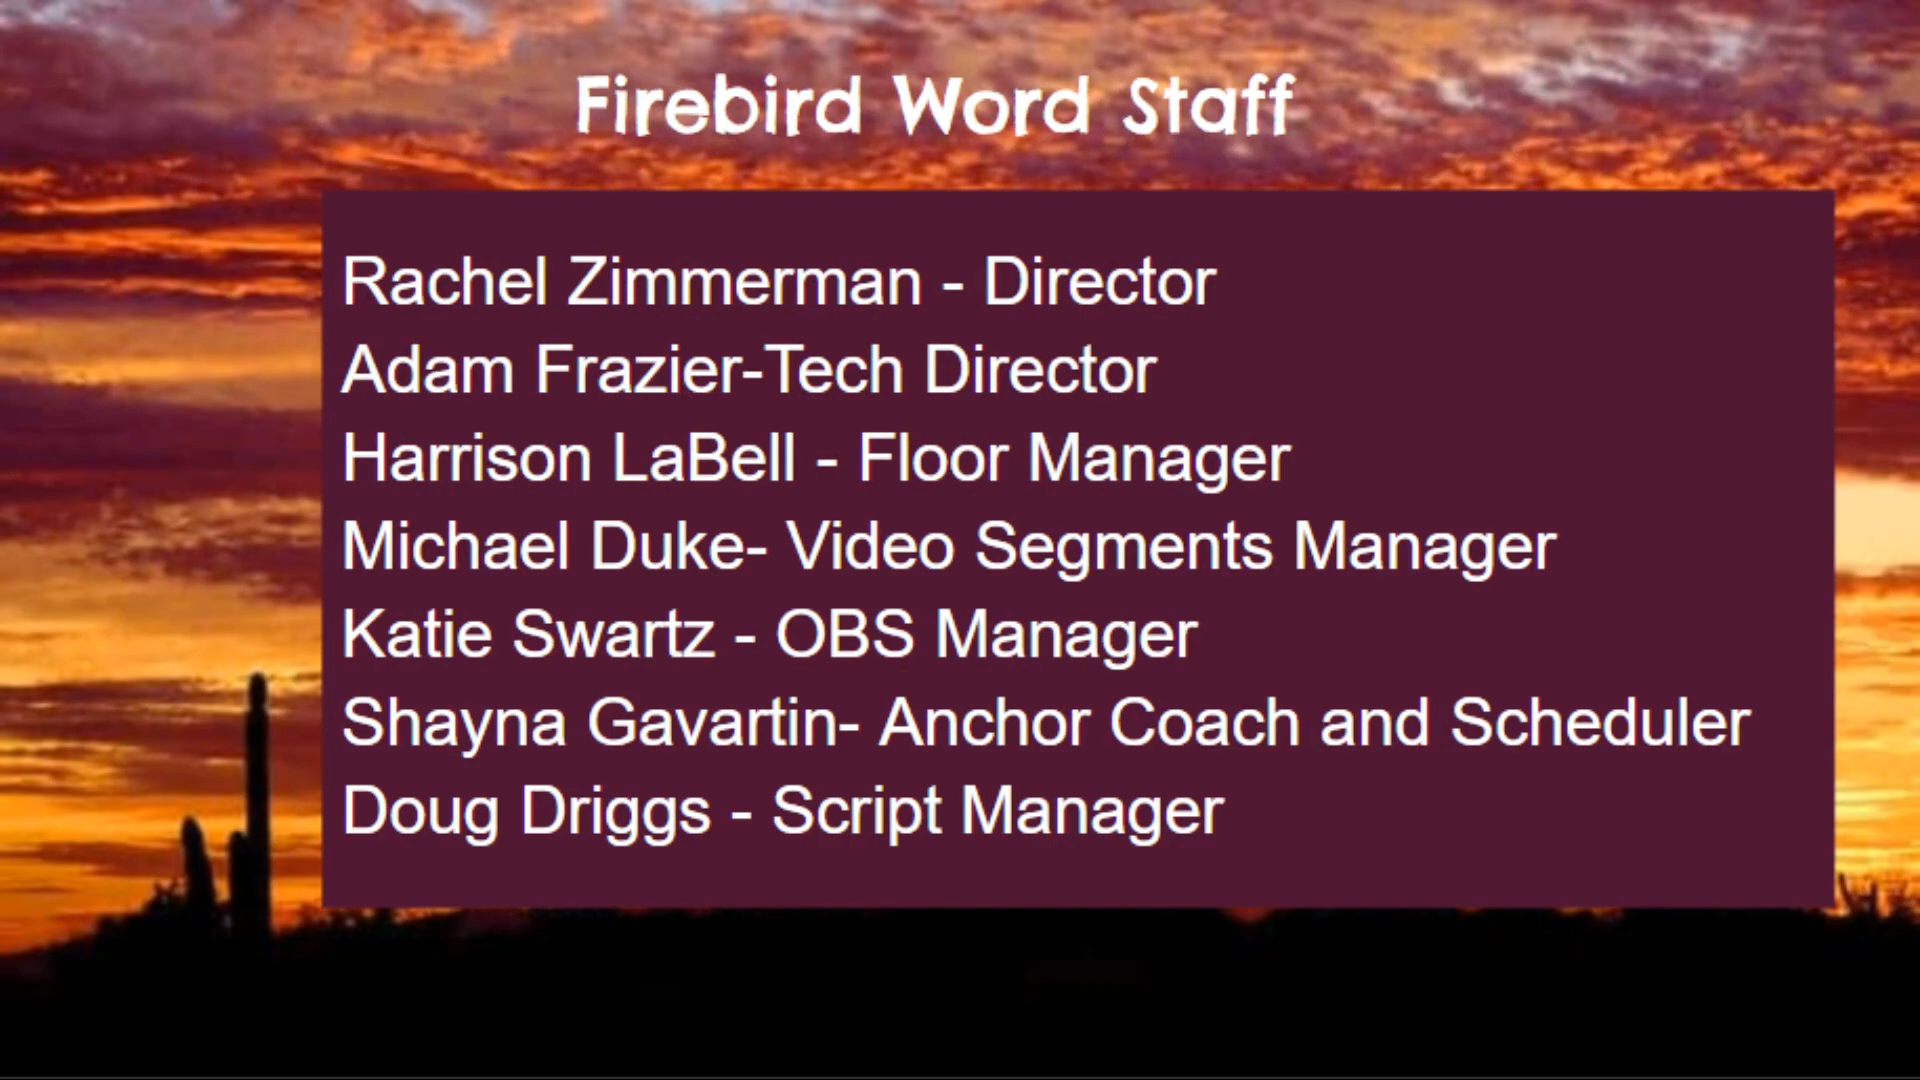 Firebird Word Staff
Rachel Zimmerman - Director
Adam Frazier-Tech Director
Harrison LaBell - Floor Manager
Michael Duke- Video Segments Manager
Katie Swartz - OBS Manager
Shayna Gavartin- Anchor Coach and Scheduler
Doug Driggs - Script Manager